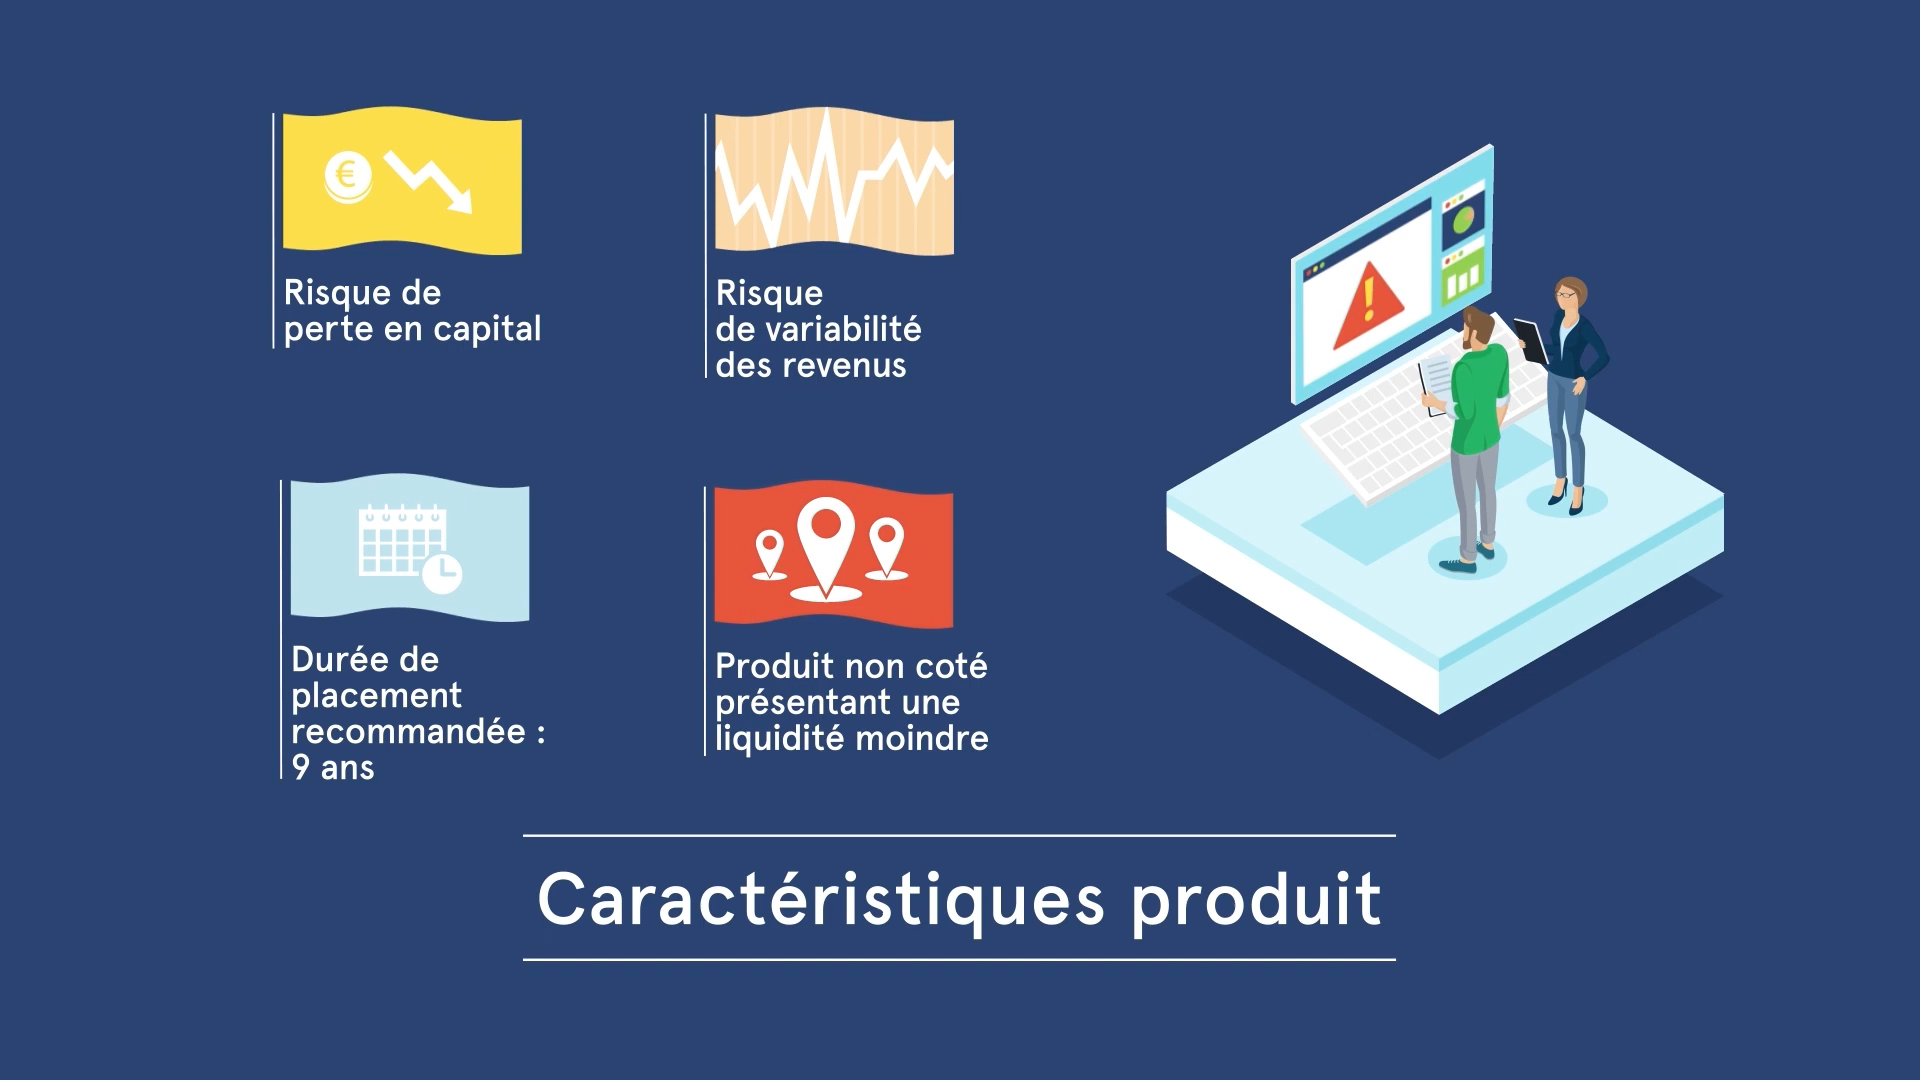 Risque de
perte en capital
Risque
de variabilité
des revenus
Durée de
placement
recommandée :
9 ans
Produit non coté
présentant une
liquidité moindre
Caractéristiques produit